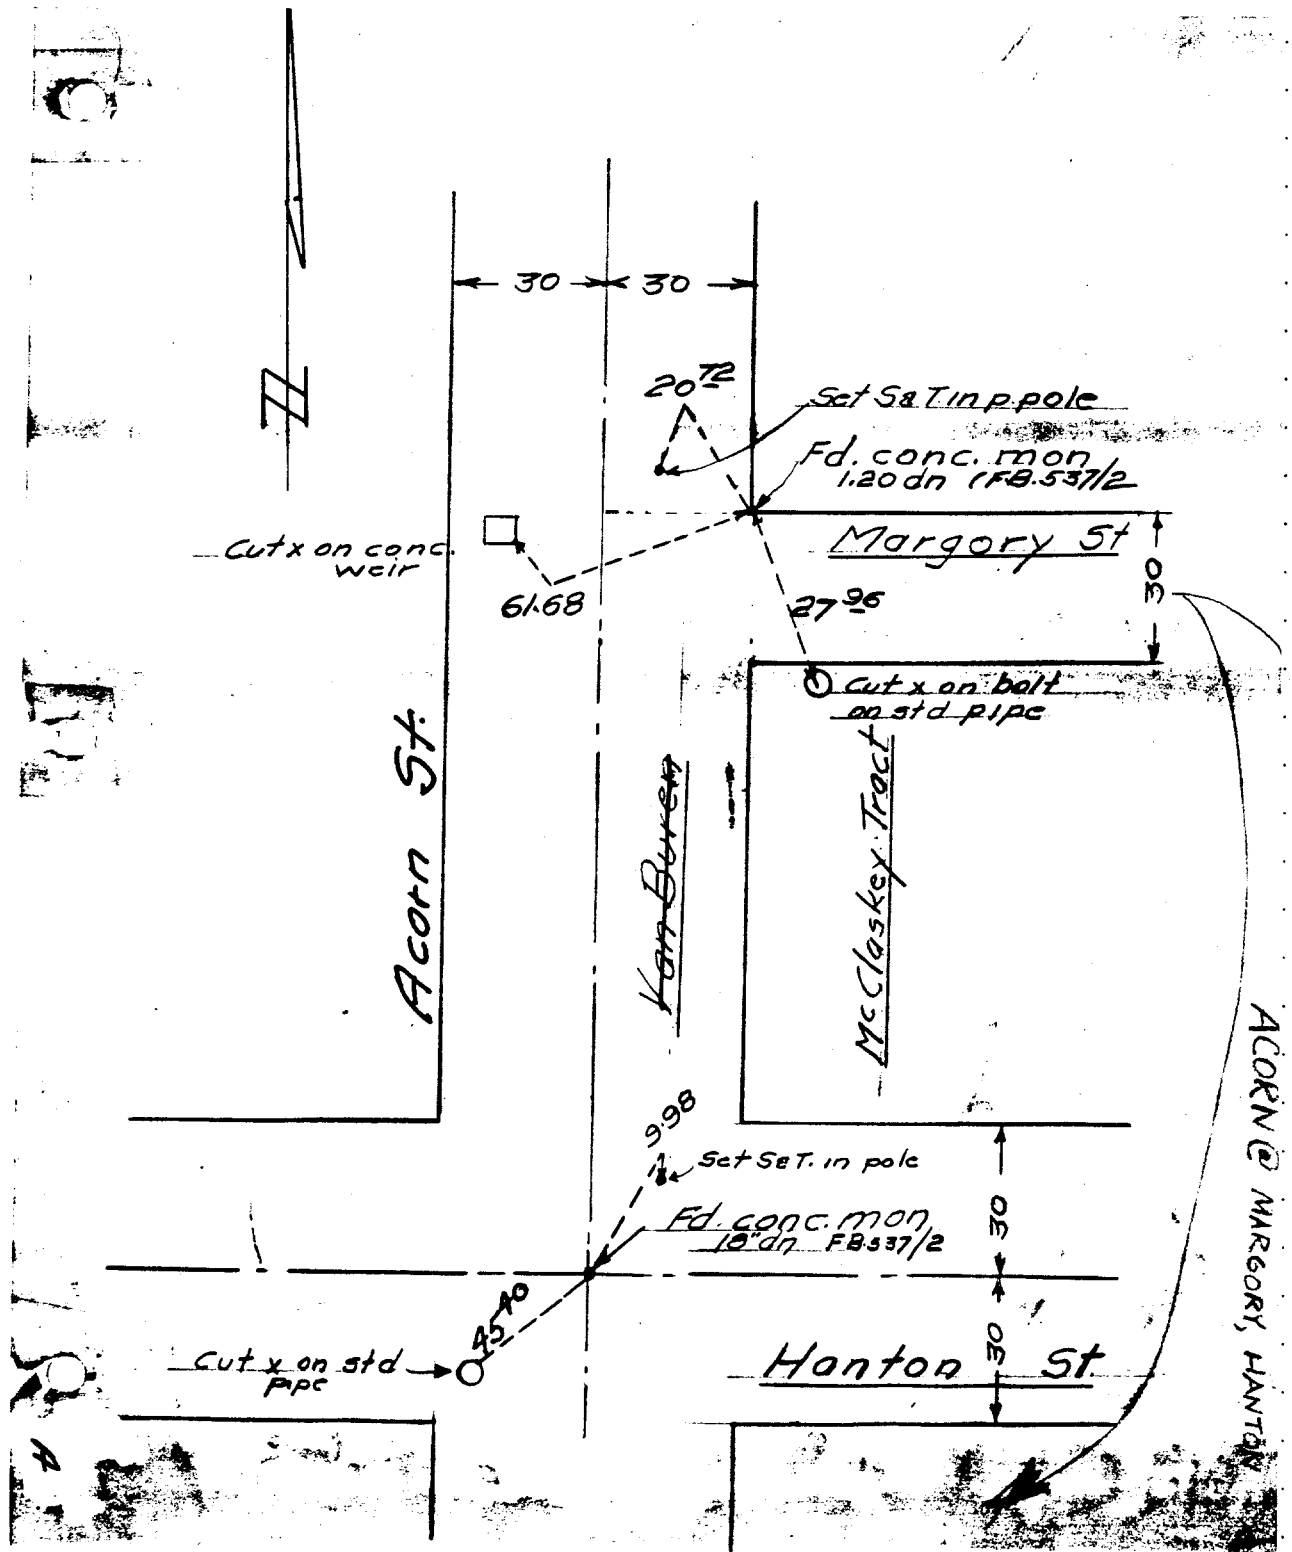 N
30
30
20 72
Set S&T in p.pole
Fd. conc. mon
1.20 dn (F.B.537/2
Cut x on conc.
weir
61.68
Margory St
30
27 96
Cut x on bolt
on std pipe
Acorn St.
Van Buren
McClaskey Tract
9.98
Set S&T. in pole
Fd. conc. mon
18" dn FB537/2
30
45.40
Cut x on std
pipe
30
Hanton St.
ACORN @ MARGORY, HANTON